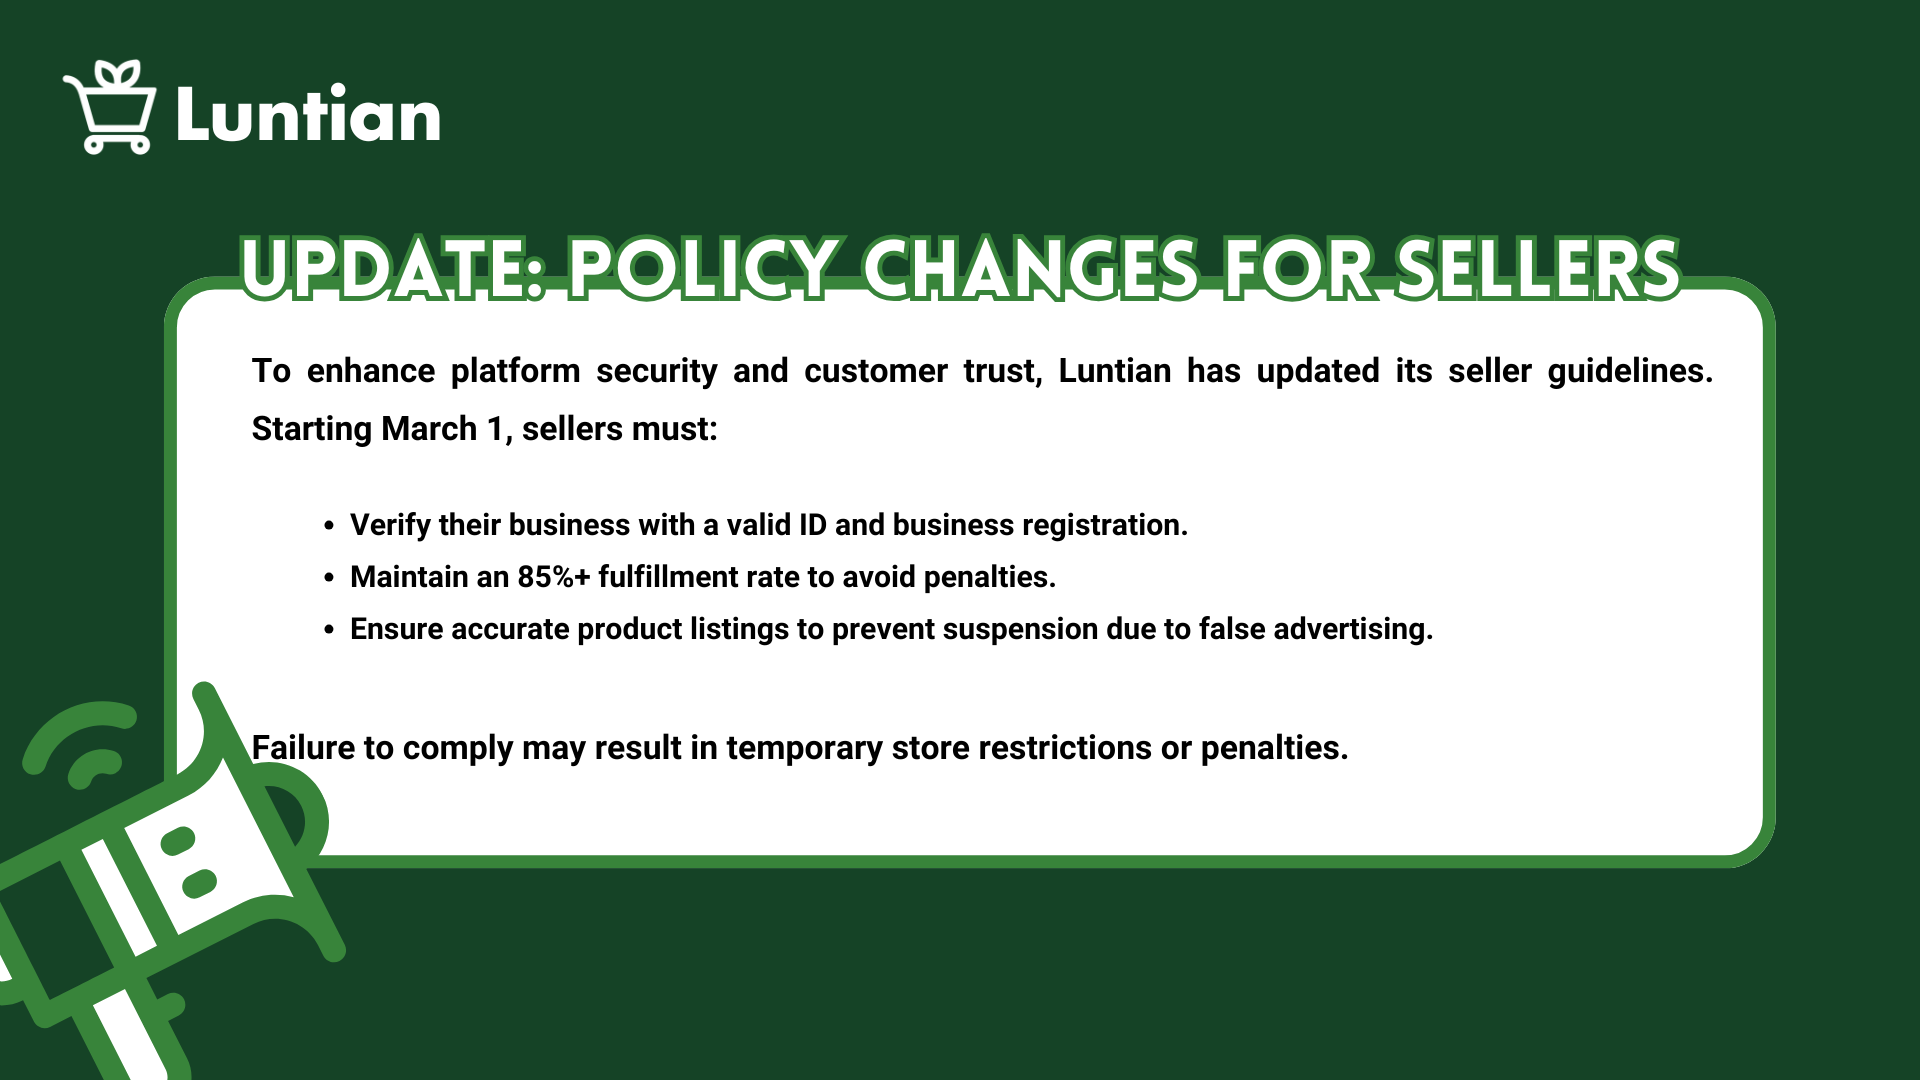 Luntian
UPDATE: POLICY CHANGES FOR SELLERS
To enhance platform security and customer trust, Luntian has updated its seller guidelines.
Starting March 1, sellers must:
• Verify their business with a valid ID and business registration.
• Maintain an 85%+ fulfillment rate to avoid penalties.
• Ensure accurate product listings to prevent suspension due to false advertising.
Failure to comply may result in temporary store restrictions or penalties.